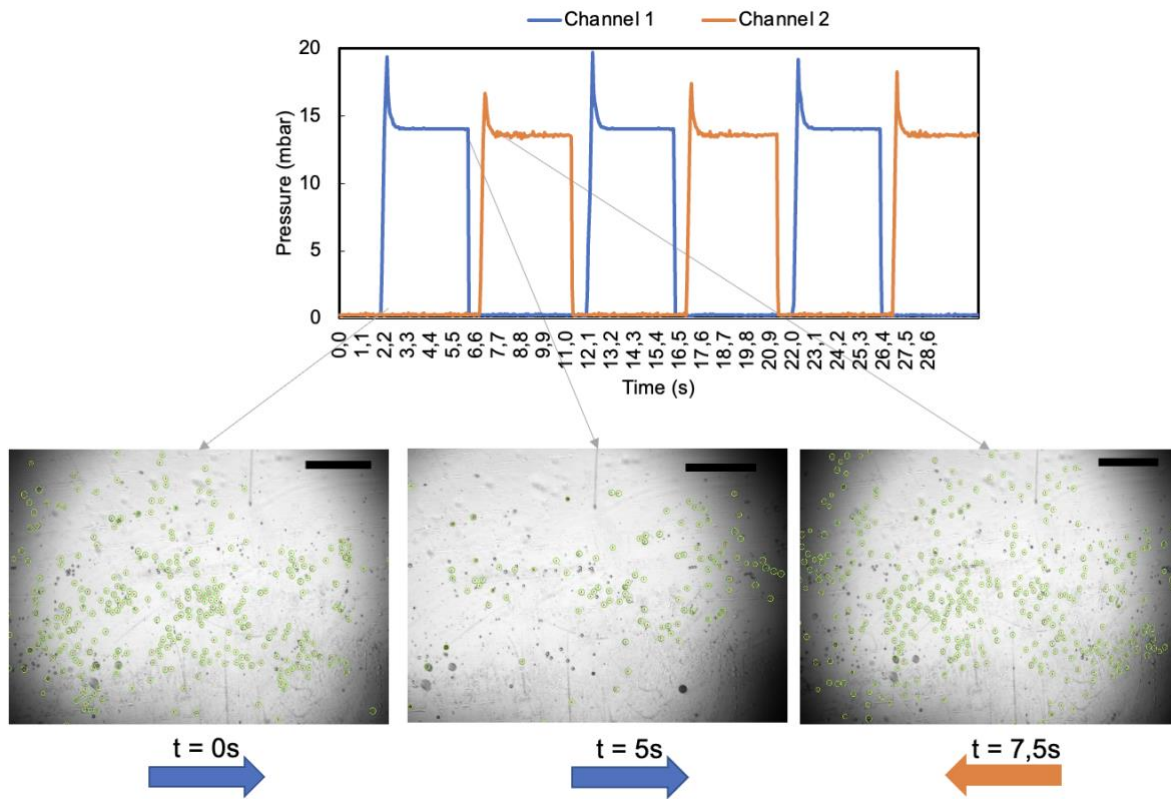 Channel 1 Channel 2
Pressure (mbar)
20
15
10
5
0
0,0 1,1 2,2 3,3 4,4 5,5 6,6 7,7 8,8 9,9 11,0 12,1 13,2 14,3 15,4 16,5 17,6 18,7 19,8 20,9 22,0 23,1 24,2 25,3 26,4 27,5 28,6
Time (s)
t = 0s t = 5s t = 7,5s